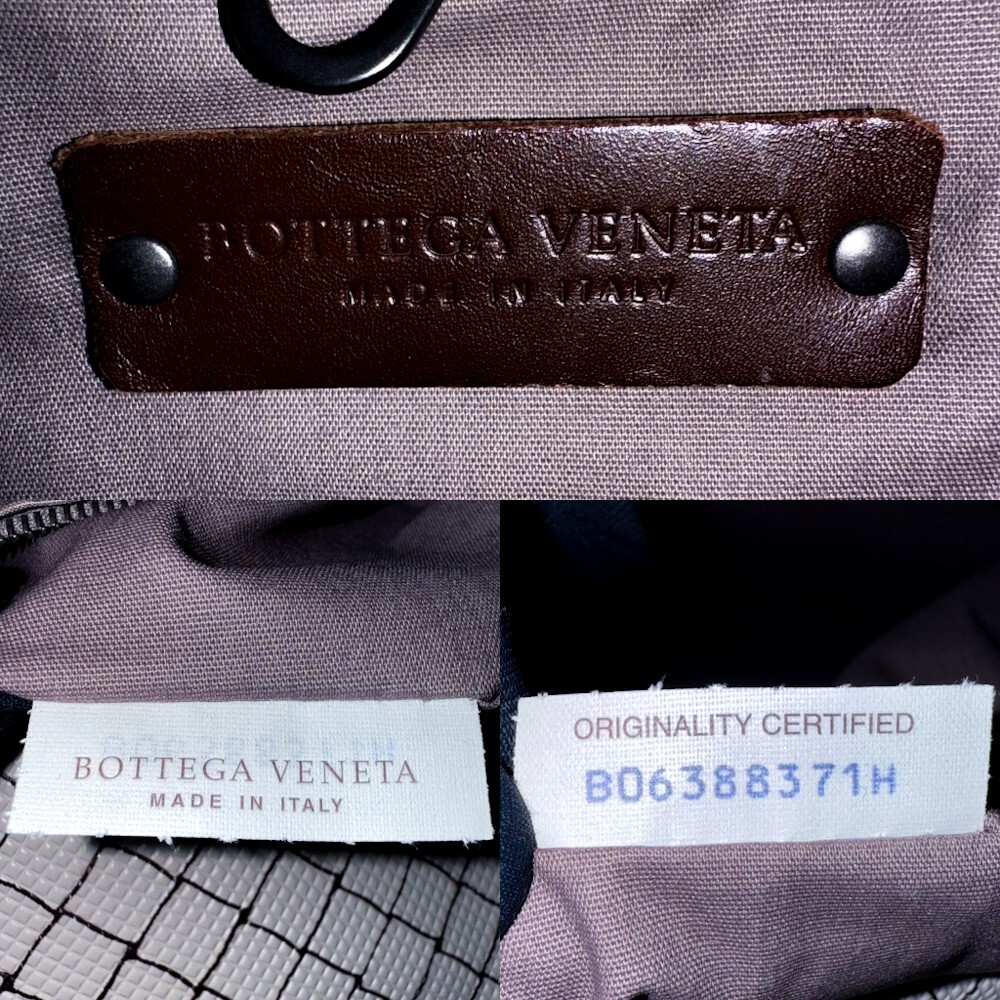 BOTTEGA VENETA
MADE IN ITALY
BOTTEGA VENETA
MADE IN ITALY
ORIGINALITY CERTIFIED
B06388371H